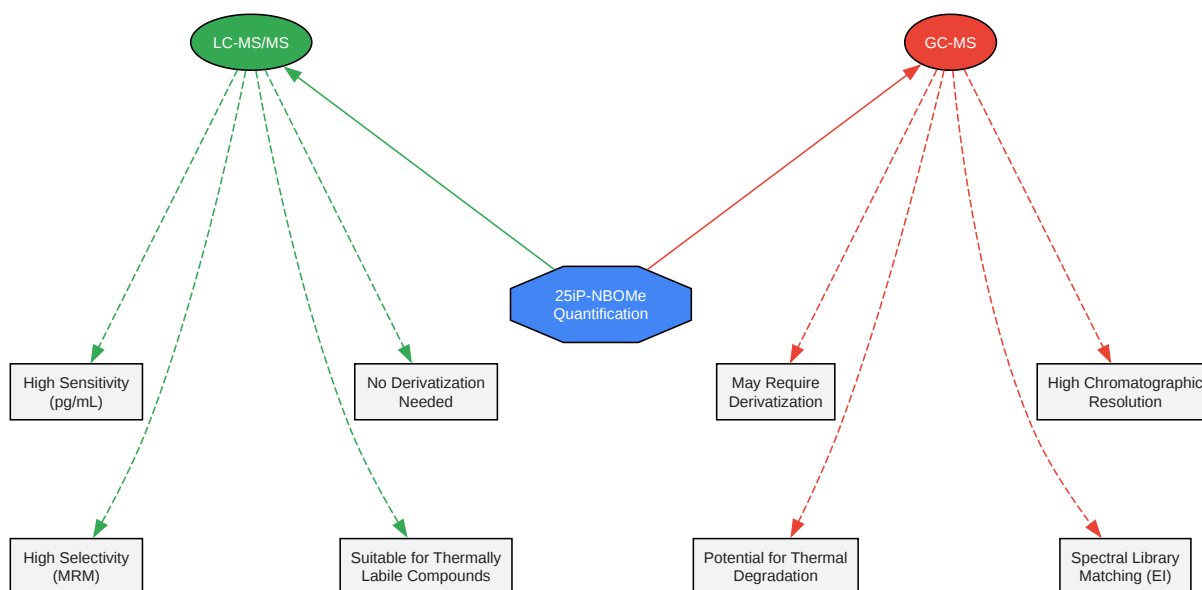 LC-MS/MS
GC-MS
25iP-NBOMe
Quantification
High Sensitivity
(pg/mL)
No Derivatization
Needed
May Require
Derivatization
High Chromatographic
Resolution
High Selectivity
(MRM)
Suitable for Thermally
Labile Compounds
Potential for Thermal
Degradation
Spectral Library
Matching (EI)